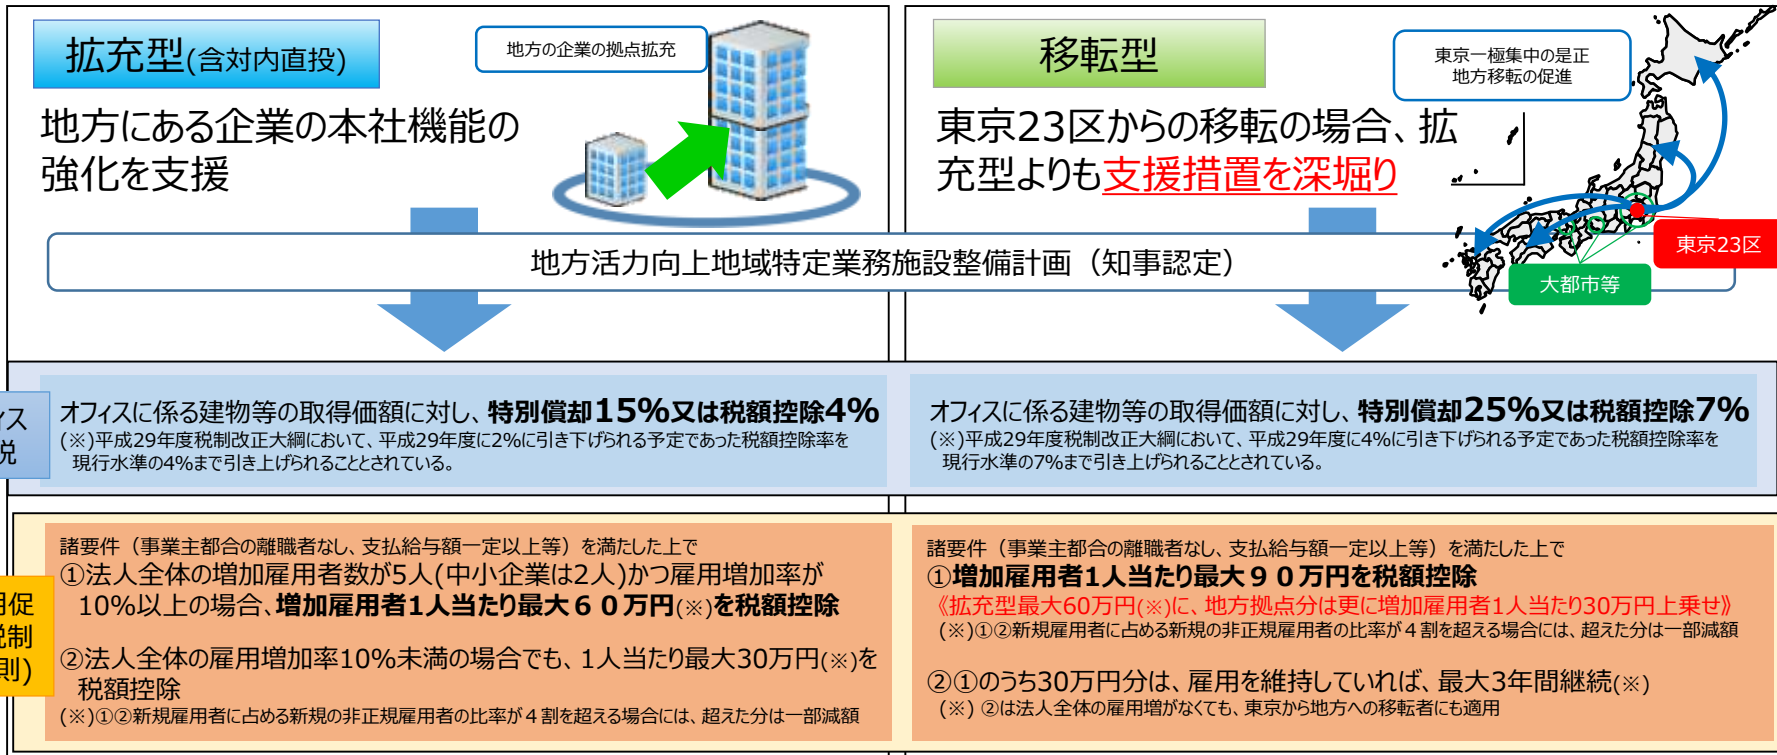 拡充型(含対内直投)
地方の企業の拠点拡充
地方にある企業の本社機能の
強化を支援
移転型
東京一極集中の是正
地方移転の促進
東京23区からの移転の場合、拡
充型よりも支援措置を深堀り
東京23区
大都市等
地方活力向上地域特定業務施設整備計画（知事認定）
ィス
税
オフィスに係る建物等の取得価額に対し、特別償却15%又は税額控除4%
(※)平成29年度税制改正大綱において、平成29年度に2%に引き下げられる予定であった税額控除率を
現行水準の4%まで引き上げられることとされている。
オフィスに係る建物等の取得価額に対し、特別償却25%又は税額控除7%
(※)平成29年度税制改正大綱において、平成29年度に4%に引き下げられる予定であった税額控除率を
現行水準の7%まで引き上げられることとされている。
用促
税制
則)
諸要件（事業主都合の離職者なし、支払給与額一定以上等）を満たした上で
①法人全体の増加雇用者数が5人(中小企業は2人)かつ雇用増加率が
10%以上の場合、増加雇用者1人当たり最大６０万円(※)を税額控除
②法人全体の雇用増加率10%未満の場合でも、1人当たり最大30万円(※)を
税額控除
(※)①②新規雇用者に占める新規の非正規雇用者の比率が４割を超える場合には、超えた分は一部減額
諸要件（事業主都合の離職者なし、支払給与額一定以上等）を満たした上で
①増加雇用者1人当たり最大９０万円を税額控除
《拡充型最大60万円(※)に、地方拠点分は更に増加雇用者1人当たり30万円上乗せ》
(※)①②新規雇用者に占める新規の非正規雇用者の比率が４割を超える場合には、超えた分は一部減額
②①のうち30万円分は、雇用を維持していれば、最大3年間継続(※)
(※) ②は法人全体の雇用増がなくても、東京から地方への移転者にも適用